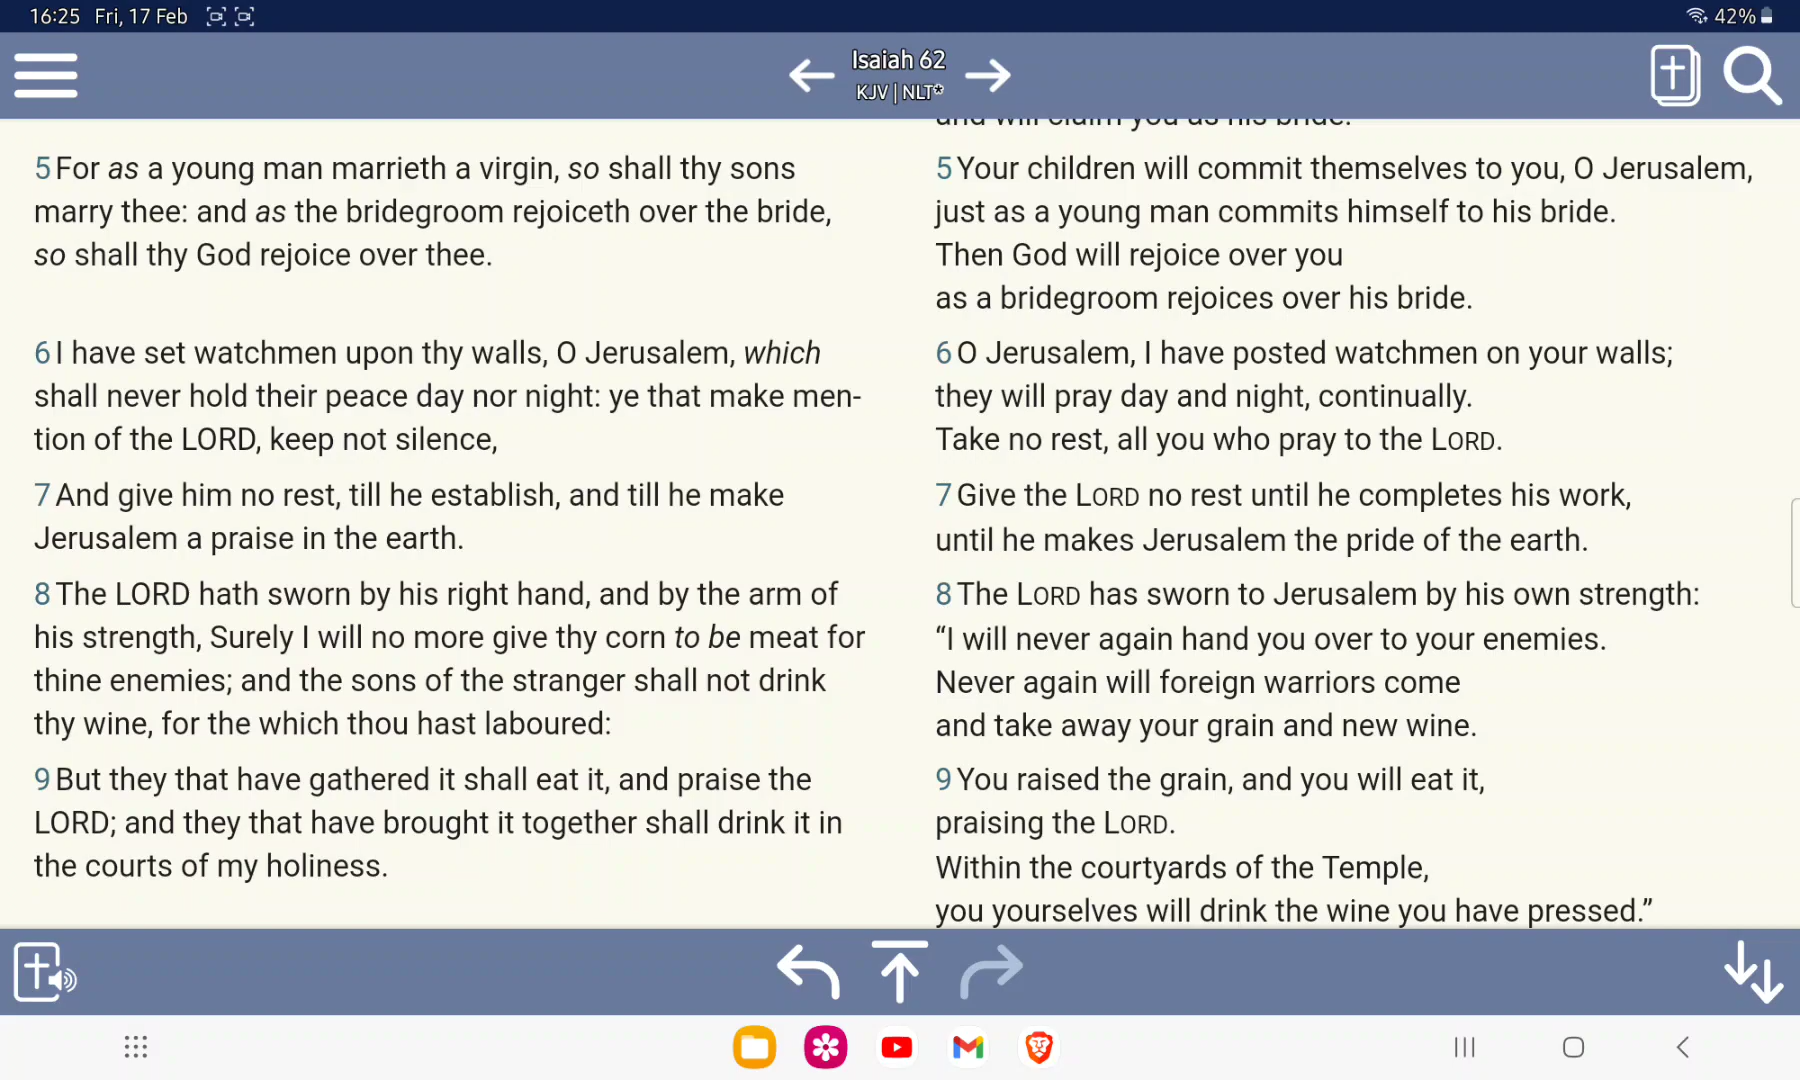 16:25 Fri, 17 Feb
42%
Isaiah 62
KJV | NLT*
and will claim you as his bride.
5 For as a young man marrieth a virgin, so shall thy sons
marry thee: and as the bridegroom rejoiceth over the bride,
so shall thy God rejoice over thee.
6 I have set watchmen upon thy walls, O Jerusalem, which
shall never hold their peace day nor night: ye that make men-
tion of the LORD, keep not silence,
7 And give him no rest, till he establish, and till he make
Jerusalem a praise in the earth.
8 The LORD hath sworn by his right hand, and by the arm of
his strength, Surely I will no more give thy corn to be meat for
thine enemies; and the sons of the stranger shall not drink
thy wine, for the which thou hast laboured:
9 But they that have gathered it shall eat it, and praise the
LORD; and they that have brought it together shall drink it in
the courts of my holiness.
5 Your children will commit themselves to you, O Jerusalem,
just as a young man commits himself to his bride.
Then God will rejoice over you
as a bridegroom rejoices over his bride.
6 O Jerusalem, I have posted watchmen on your walls;
they will pray day and night, continually.
Take no rest, all you who pray to the LORD.
7 Give the LORD no rest until he completes his work,
until he makes Jerusalem the pride of the earth.
8 The LORD has sworn to Jerusalem by his own strength:
“I will never again hand you over to your enemies.
Never again will foreign warriors come
and take away your grain and new wine.
9 You raised the grain, and you will eat it,
praising the LORD.
Within the courtyards of the Temple,
you yourselves will drink the wine you have pressed.”